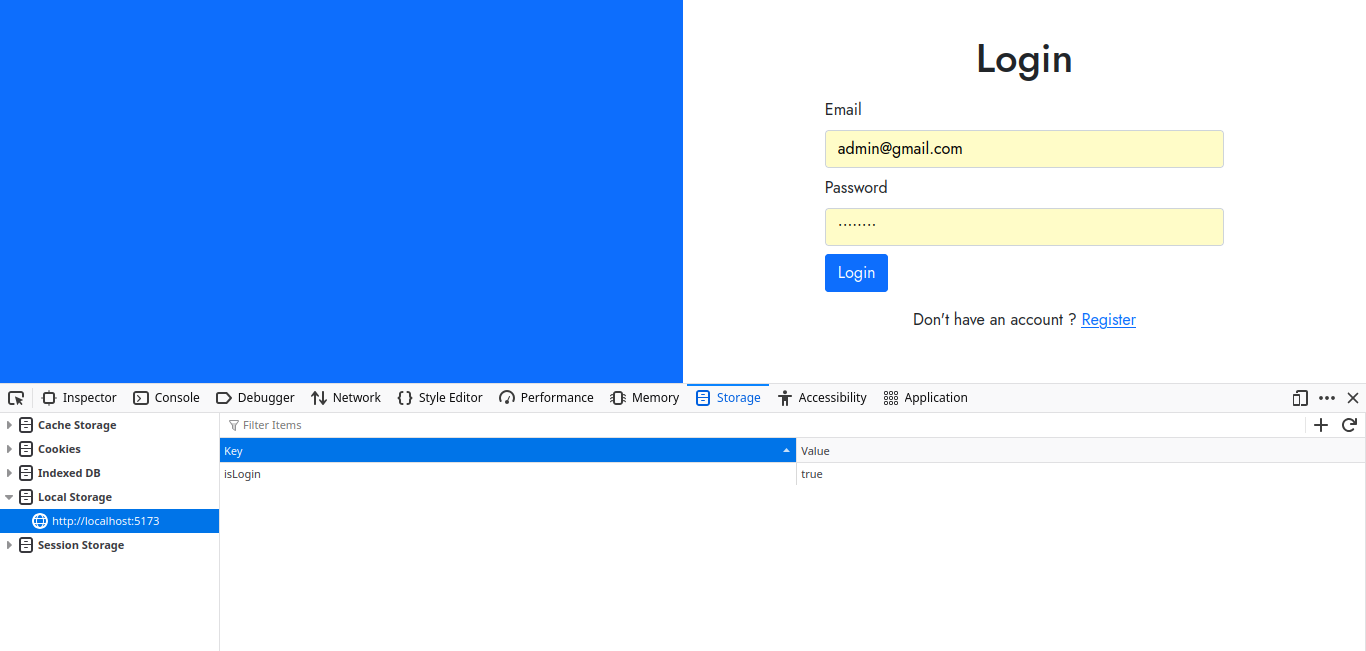 Login
Email
admin@gmail.com
Password
........
Login
Don't have an account ? Register
Inspector Console Debugger Network Style Editor Performance Memory Storage Accessibility Application
Cache Storage
Cookies
Indexed DB
Local Storage
http://localhost:5173
Session Storage
Filter Items
Key Value
isLogin true